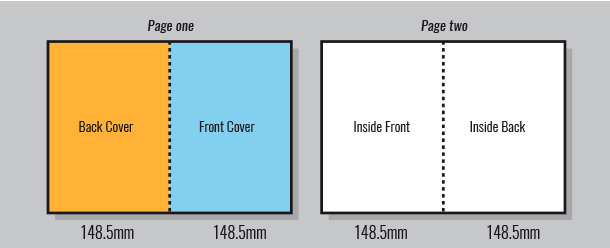 Page one
Page two
Back Cover
Front Cover
Inside Front
Inside Back
148.5mm
148.5mm
148.5mm
148.5mm